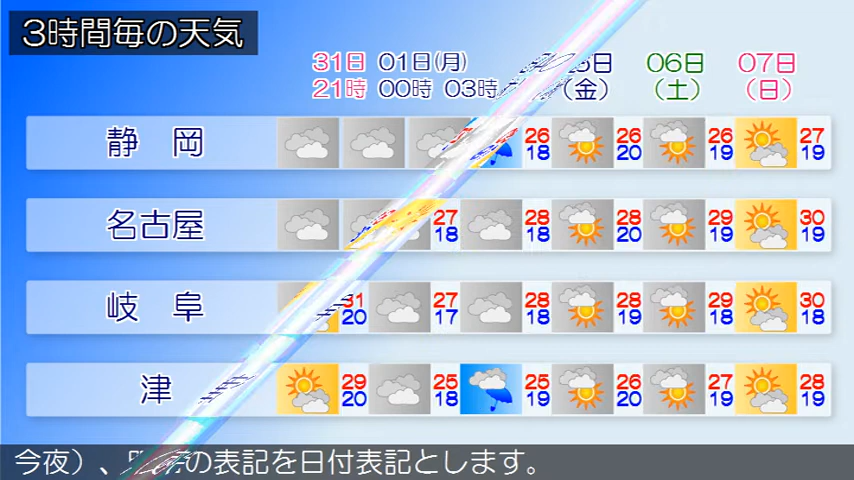 3時間毎の天気
31日 01日(月) 日 06日 07日
21時 00時 03時 (金) (土) (日)
静 岡 26 18 26 20 26 19 27 19
名古屋 27 18 28 18 28 20 29 19 30 19
岐 阜 31 20 27 17 28 18 28 19 29 18 30 18
津 29 20 25 18 25 19 26 20 27 19 28 19
今夜)、 の表記を日付表記とします。